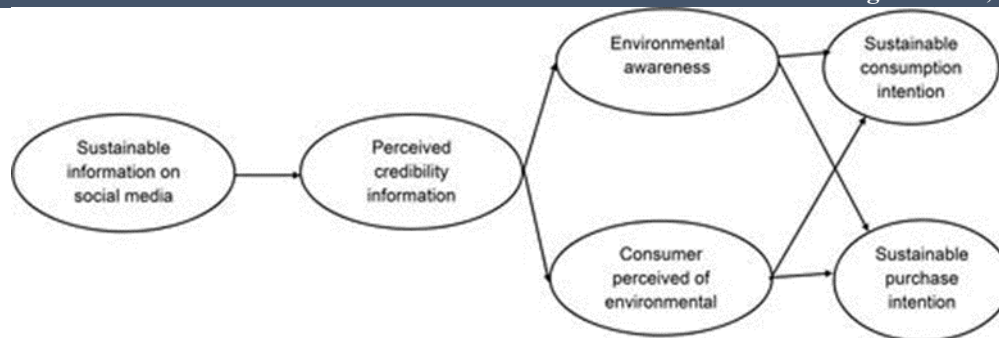 Sustainable
information on
social media
Perceived
credibility
information
Environmental
awareness
Consumer
perceived of
environmental
Sustainable
consumption
intention
Sustainable
purchase
intention